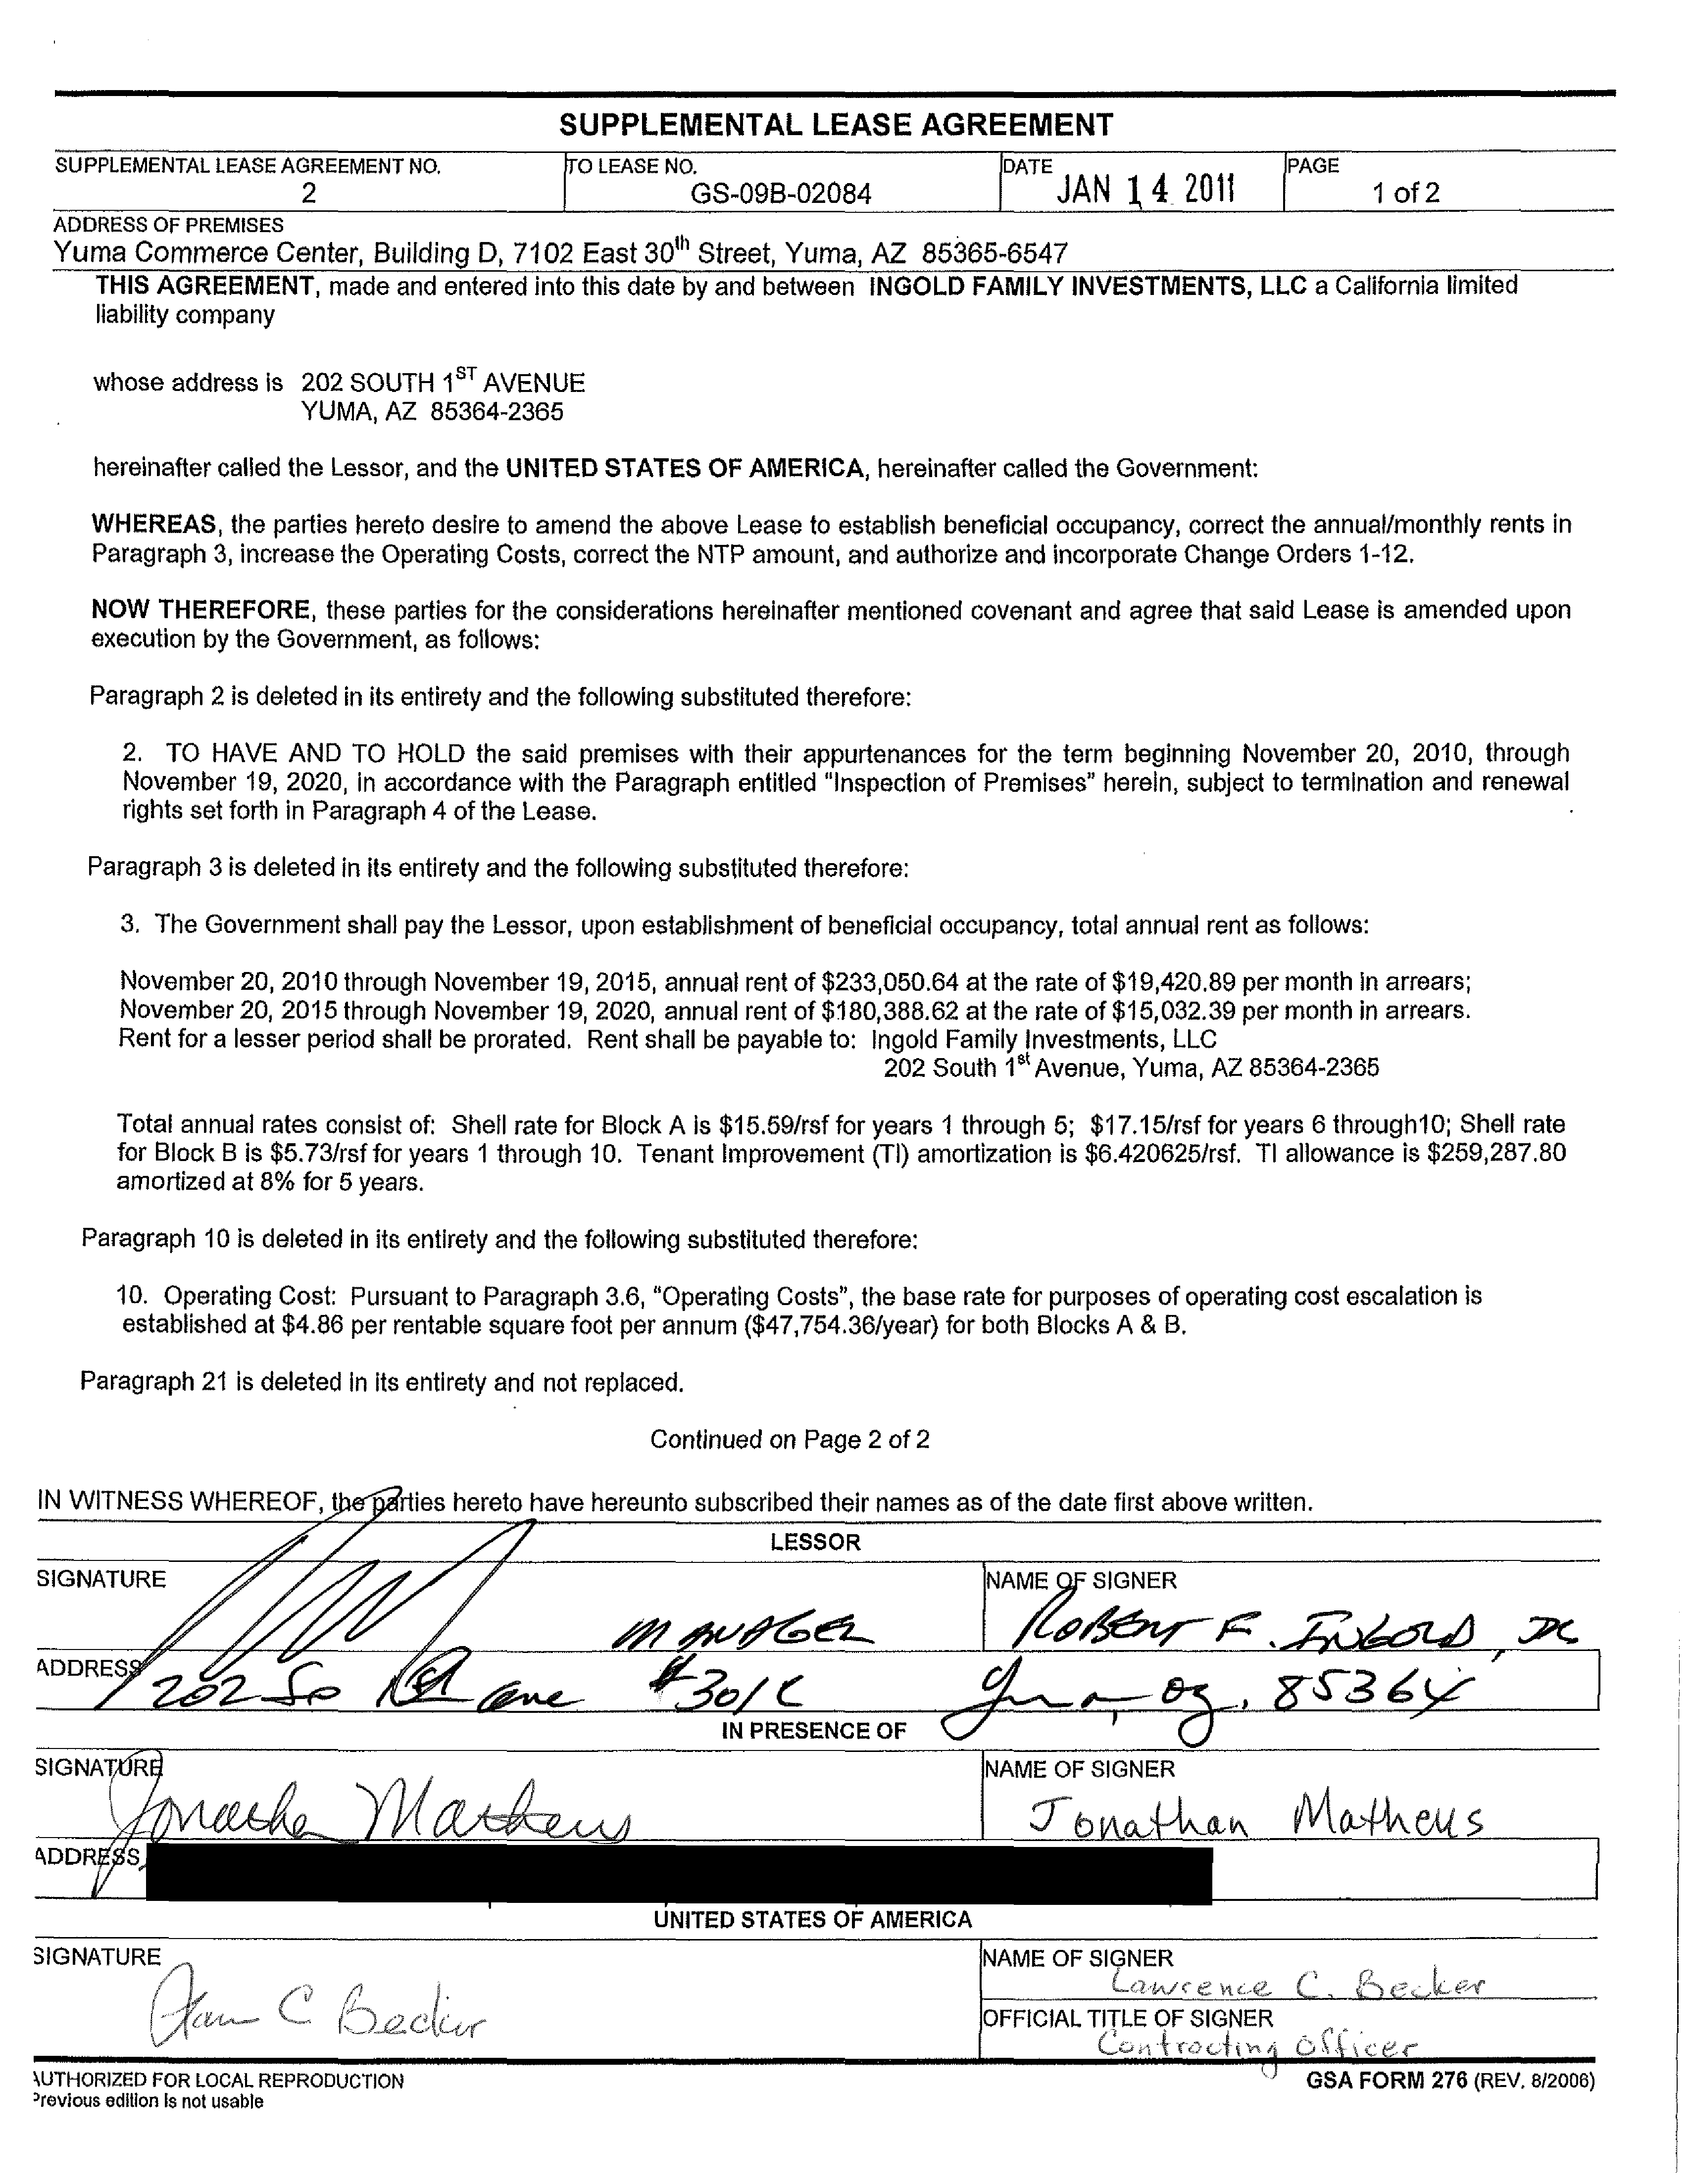 SUPPLEMENTAL LEASE AGREEMENT
SUPPLEMENTAL LEASE AGREEMENT NO.
2
TO LEASE NO.
GS-09B-02084
DATE
JAN 14 2011
PAGE
1 of 2
ADDRESS OF PREMISES
Yuma Commerce Center, Building D, 7102 East 30th Street, Yuma, AZ 85365-6547
THIS AGREEMENT, made and entered into this date by and between INGOLD FAMILY INVESTMENTS, LLC a California limited
liability company
whose address is 202 SOUTH 1ST AVENUE
YUMA, AZ 85364-2365
hereinafter called the Lessor, and the UNITED STATES OF AMERICA, hereinafter called the Government:
WHEREAS, the parties hereto desire to amend the above Lease to establish beneficial occupancy, correct the annual/monthly rents in
Paragraph 3, increase the Operating Costs, correct the NTP amount, and authorize and incorporate Change Orders 1-12.
NOW THEREFORE, these parties for the considerations hereinafter mentioned covenant and agree that said Lease is amended upon
execution by the Government, as follows:
Paragraph 2 is deleted in its entirety and the following substituted therefore:
2. TO HAVE AND TO HOLD the said premises with their appurtenances for the term beginning November 20, 2010, through
November 19, 2020, in accordance with the Paragraph entitled "Inspection of Premises" herein, subject to termination and renewal
rights set forth in Paragraph 4 of the Lease.
Paragraph 3 is deleted in its entirety and the following substituted therefore:
3. The Government shall pay the Lessor, upon establishment of beneficial occupancy, total annual rent as follows:
November 20, 2010 through November 19, 2015, annual rent of $233,050.64 at the rate of $19,420.89 per month in arrears;
November 20, 2015 through November 19, 2020, annual rent of $180,388.62 at the rate of $15,032.39 per month in arrears.
Rent for a lesser period shall be prorated. Rent shall be payable to: Ingold Family Investments, LLC
202 South 1st Avenue, Yuma, AZ 85364-2365
Total annual rates consist of: Shell rate for Block A is $15.59/rsf for years 1 through 5; $17.15/rsf for years 6 through10; Shell rate
for Block B is $5.73/rsf for years 1 through 10. Tenant Improvement (TI) amortization is $6.420625/rsf. TI allowance is $259,287.80
amortized at 8% for 5 years.
Paragraph 10 is deleted in its entirety and the following substituted therefore:
10. Operating Cost: Pursuant to Paragraph 3.6, "Operating Costs", the base rate for purposes of operating cost escalation is
established at $4.86 per rentable square foot per annum ($47,754.36/year) for both Blocks A & B.
Paragraph 21 is deleted in its entirety and not replaced.
Continued on Page 2 of 2
IN WITNESS WHEREOF, the parties hereto have hereunto subscribed their names as of the date first above written.
LESSOR
SIGNATURE
MANAGER
NAME OF SIGNER
ROBERT F. INGOLD, JR
ADDRESS
202 So 1st ave #301C Yuma, az. 85364
IN PRESENCE OF
SIGNATURE
Jonathan Matheus
NAME OF SIGNER
Jonathan Matheus
ADDRESS
UNITED STATES OF AMERICA
SIGNATURE
C Becker
NAME OF SIGNER
Lawrence C. Becker
OFFICIAL TITLE OF SIGNER
Contracting Officer
AUTHORIZED FOR LOCAL REPRODUCTION
Previous edition is not usable
GSA FORM 276 (REV. 8/2006)